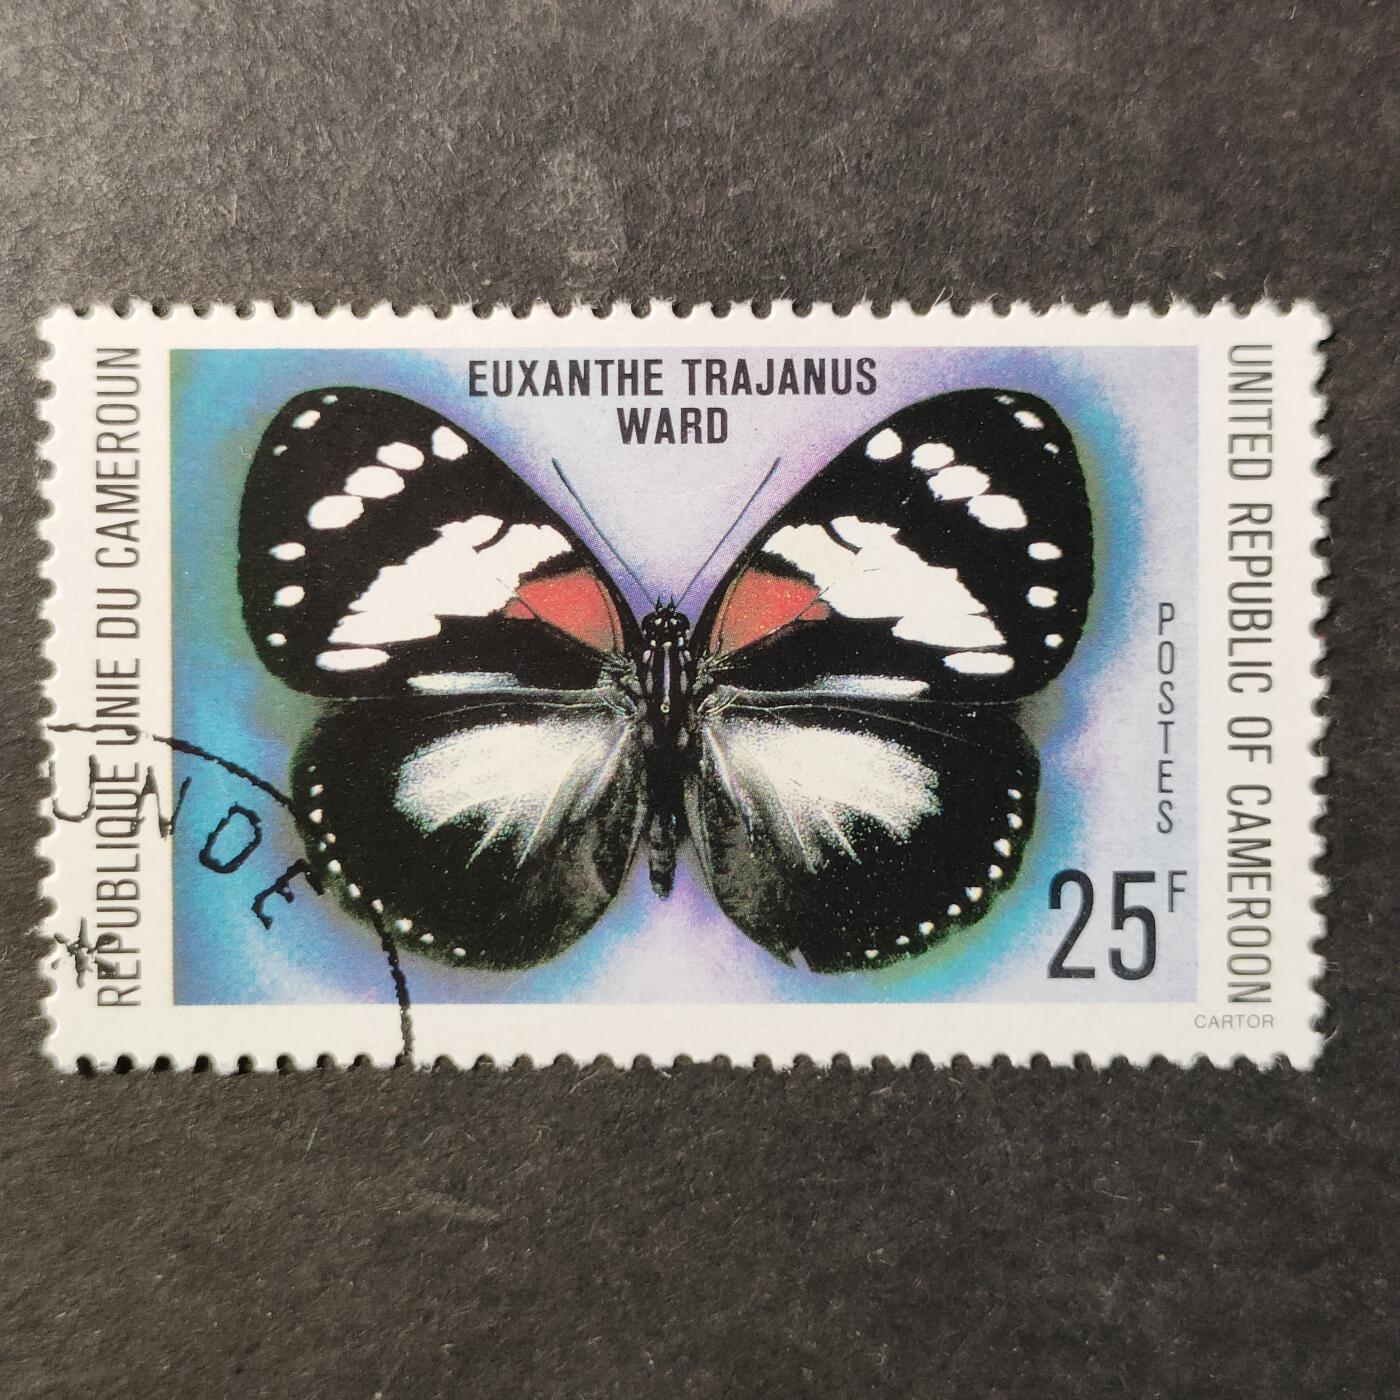 REPUBLIQUE UNIE DU CAMEROUN
EUXANTHE TRAJANUS
WARD
POSTES
25F
UNITED REPUBLIC OF CAMEROON
CARTOR